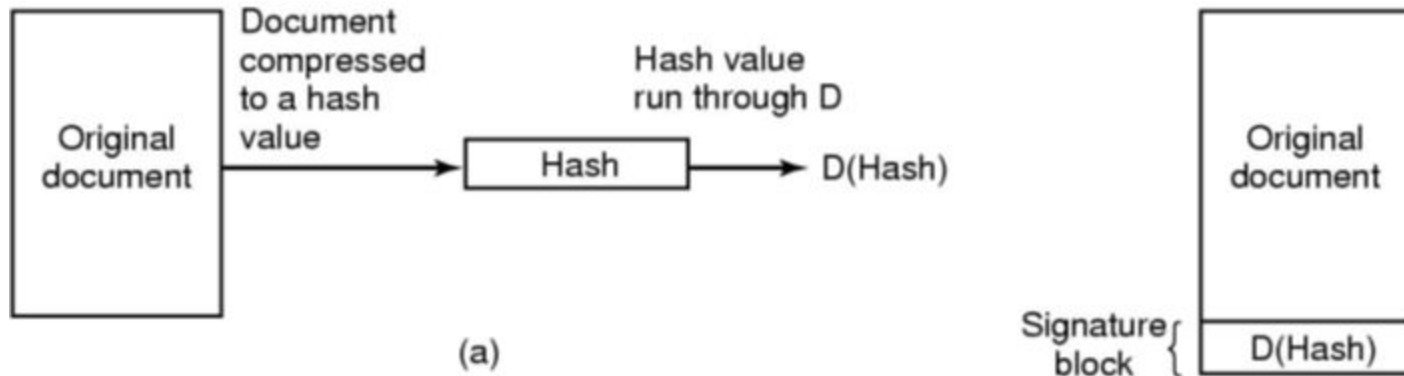 Original
document
Document
compressed
to a hash
value
Hash
Hash value
run through D
D(Hash)
(a)
Original
document
Signature
block
D(Hash)